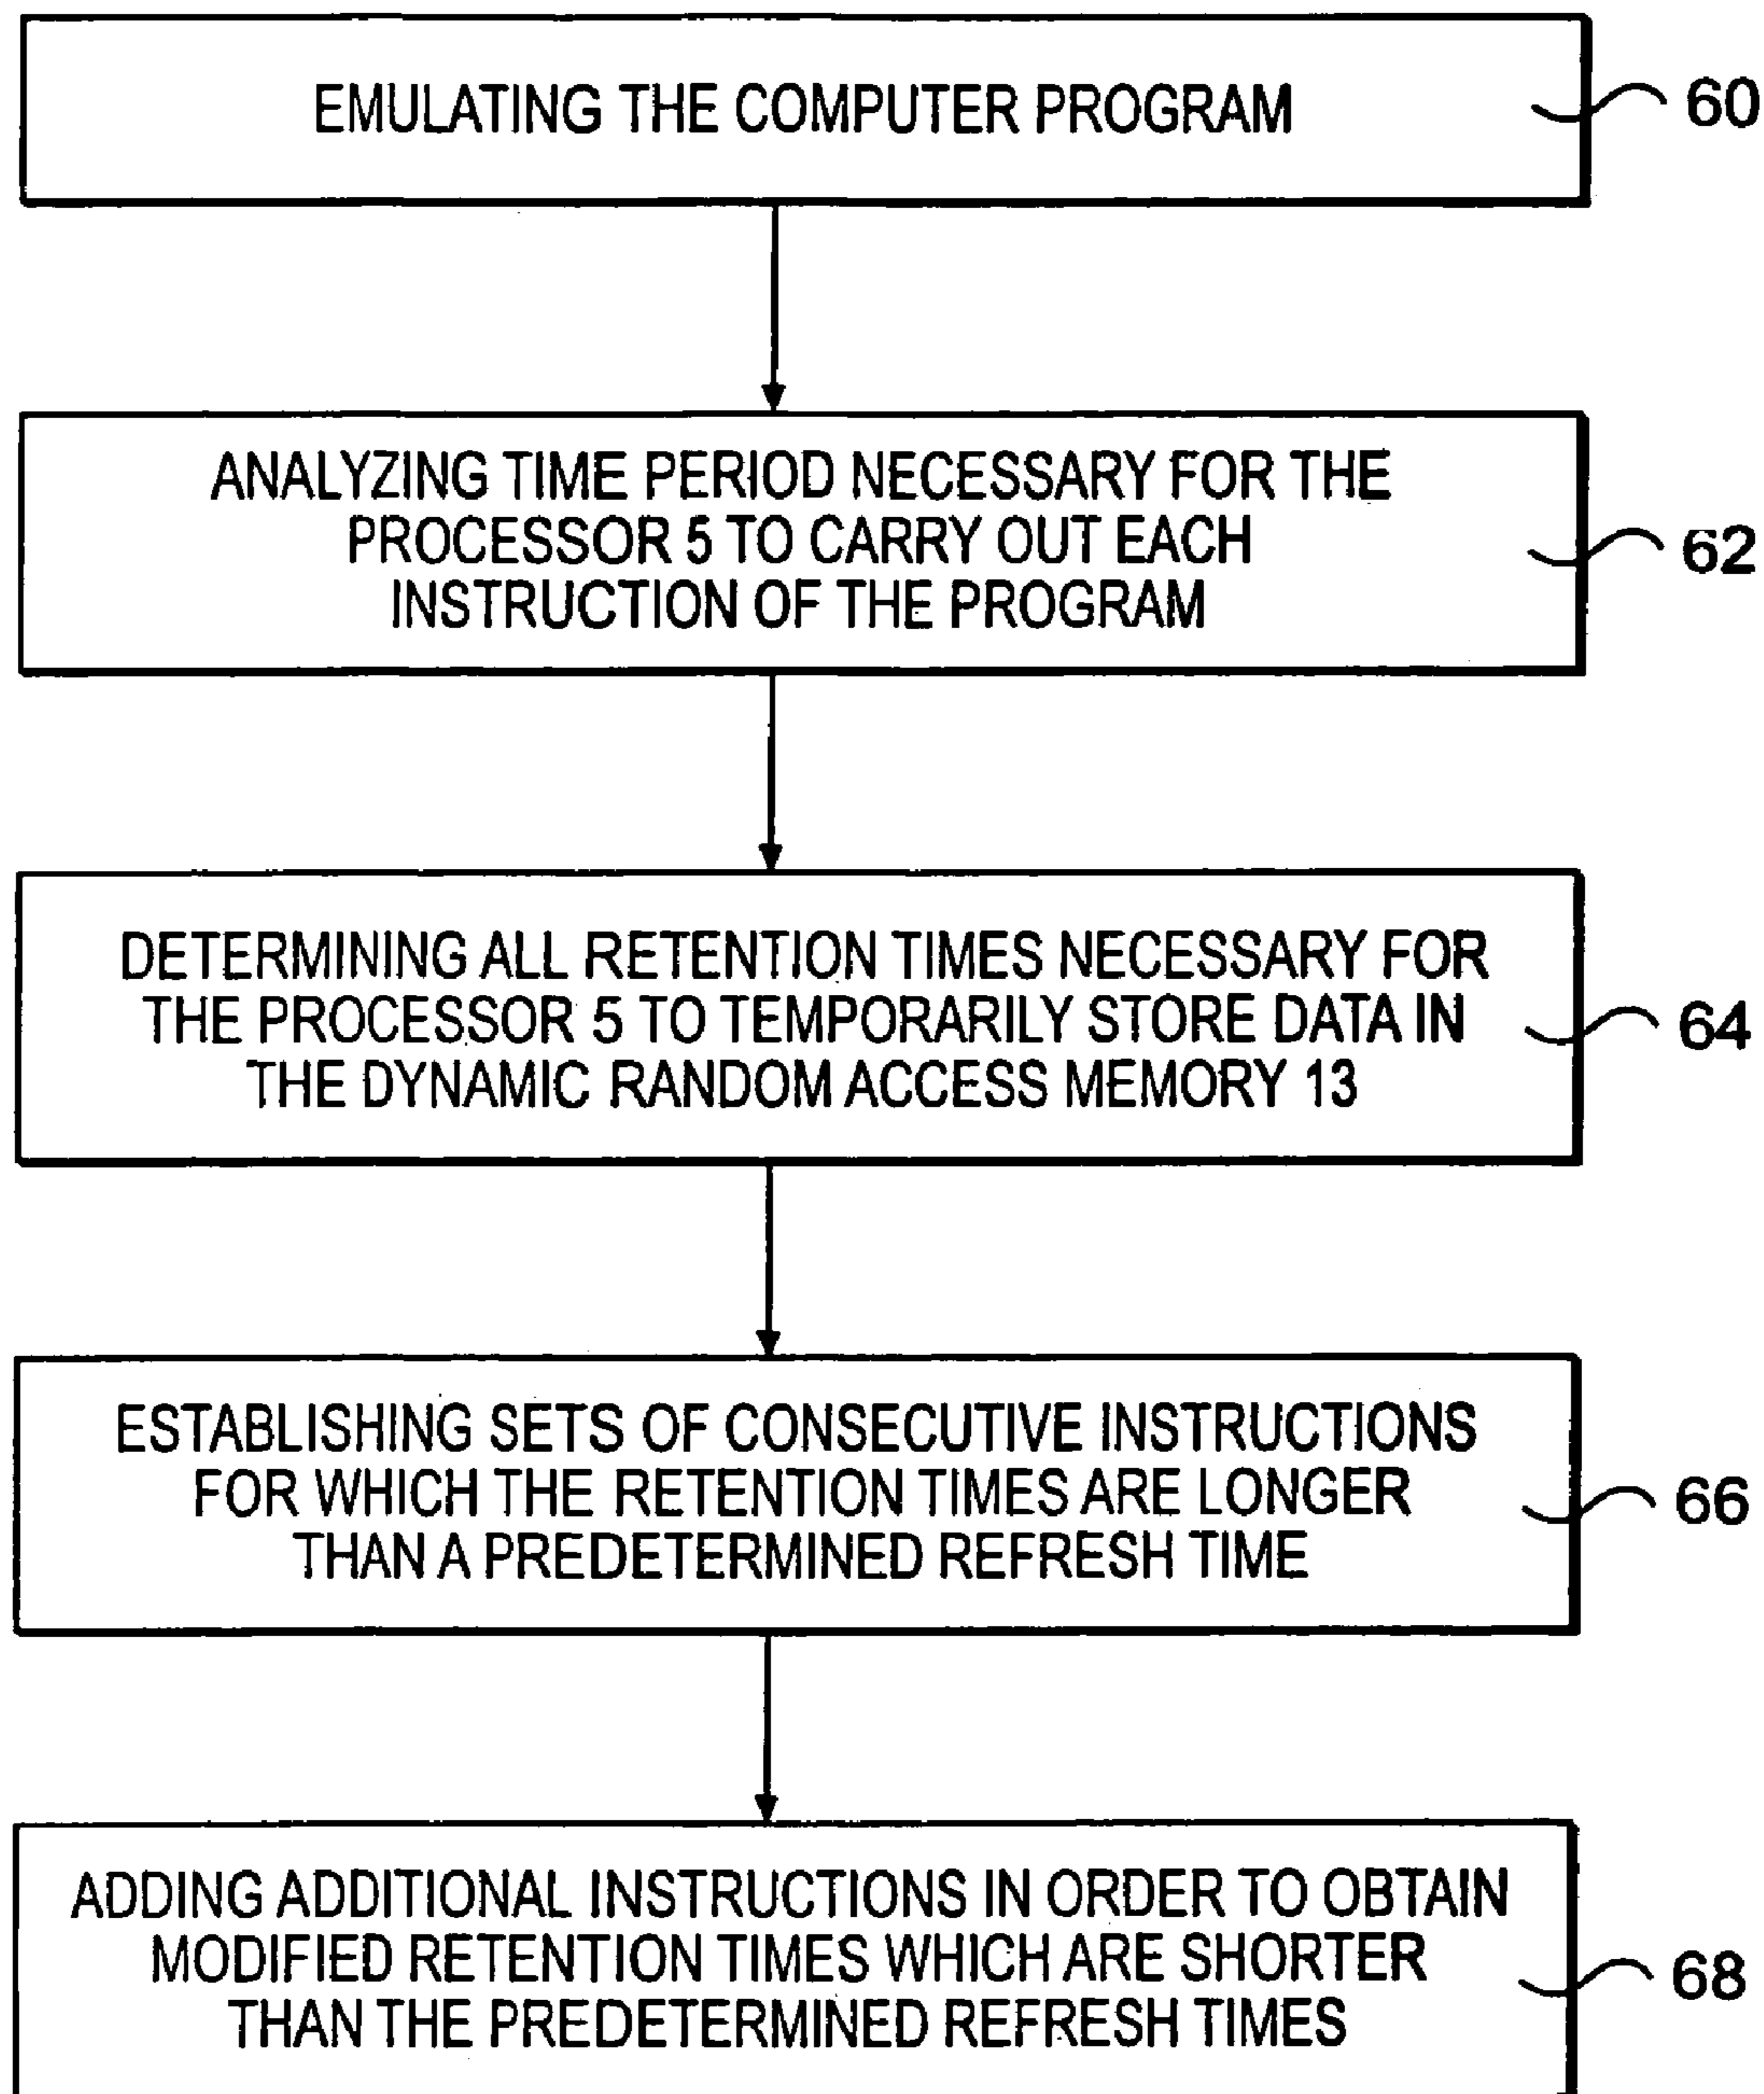 EMULATING THE COMPUTER PROGRAM
60
ANALYZING TIME PERIOD NECESSARY FOR THE
PROCESSOR 5 TO CARRY OUT EACH
INSTRUCTION OF THE PROGRAM
62
DETERMINING ALL RETENTION TIMES NECESSARY FOR
THE PROCESSOR 5 TO TEMPORARILY STORE DATA IN
THE DYNAMIC RANDOM ACCESS MEMORY 13
64
ESTABLISHING SETS OF CONSECUTIVE INSTRUCTIONS
FOR WHICH THE RETENTION TIMES ARE LONGER
THAN A PREDETERMINED REFRESH TIME
66
ADDING ADDITIONAL INSTRUCTIONS IN ORDER TO OBTAIN
MODIFIED RETENTION TIMES WHICH ARE SHORTER
THAN THE PREDETERMINED REFRESH TIMES
68